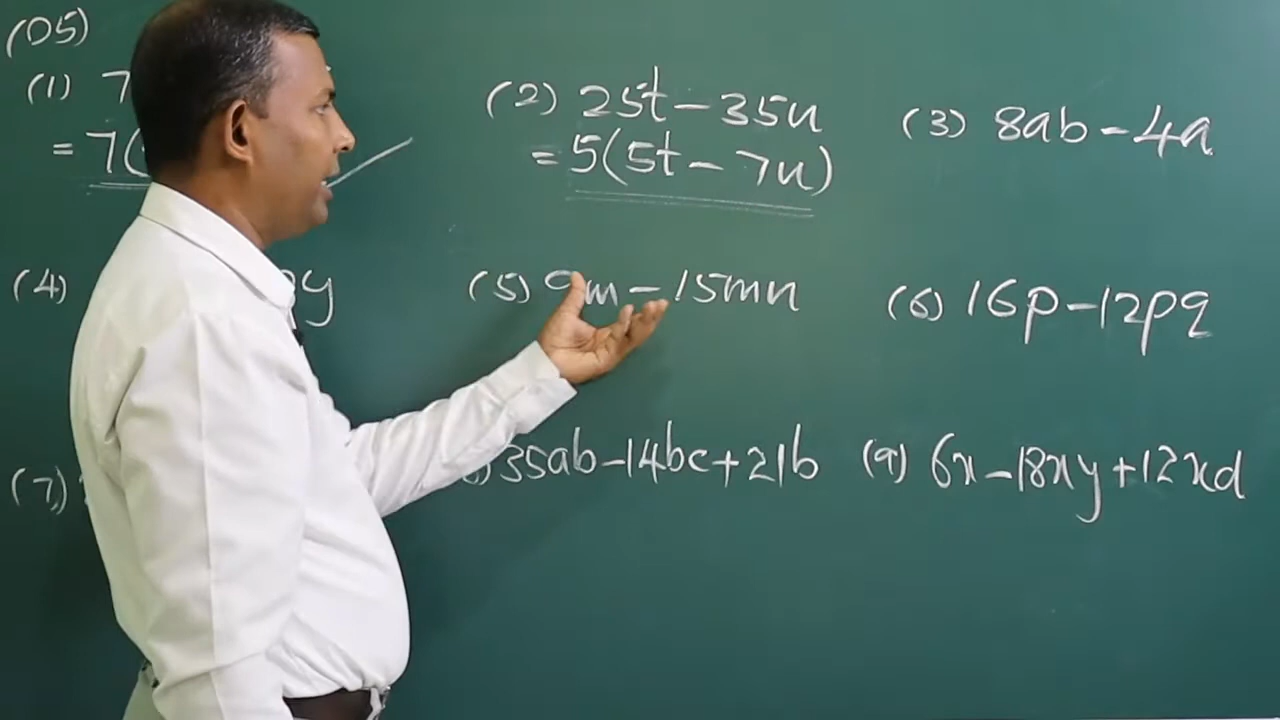 (05)
(1) 7
= 7(
(2) 25t - 35u
= 5(5t - 7u)
(3) 8ab - 4a
(4) y
(5) 9m - 15mn
(6) 16p - 12pq
(7)
35ab - 14bc + 21b
(9) 6x - 18xy + 12xd